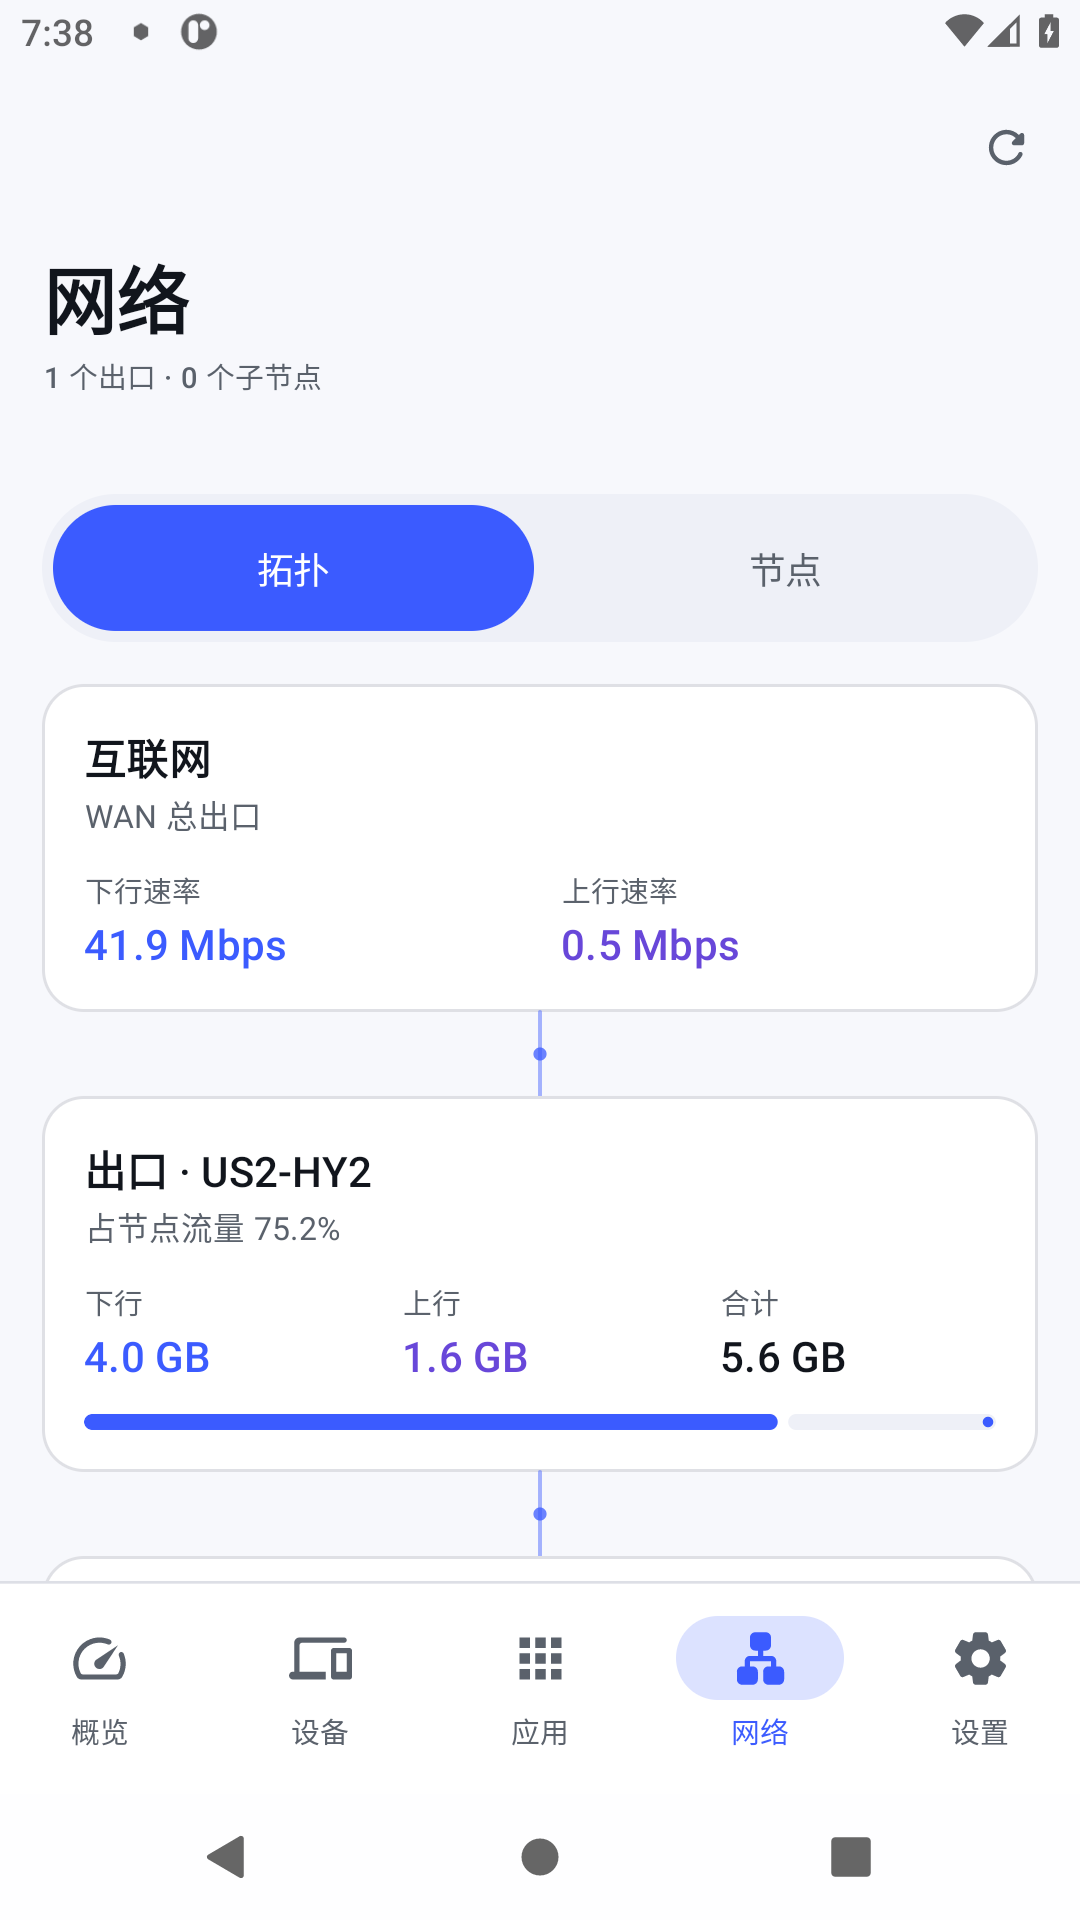 7:38
网络
1 个出口 · 0 个子节点
拓扑
节点
互联网
WAN 总出口
下行速率
上行速率
41.9 Mbps
0.5 Mbps
出口 · US2-HY2
占节点流量 75.2%
下行
上行
合计
4.0 GB
1.6 GB
5.6 GB
概览
设备
应用
网络
设置